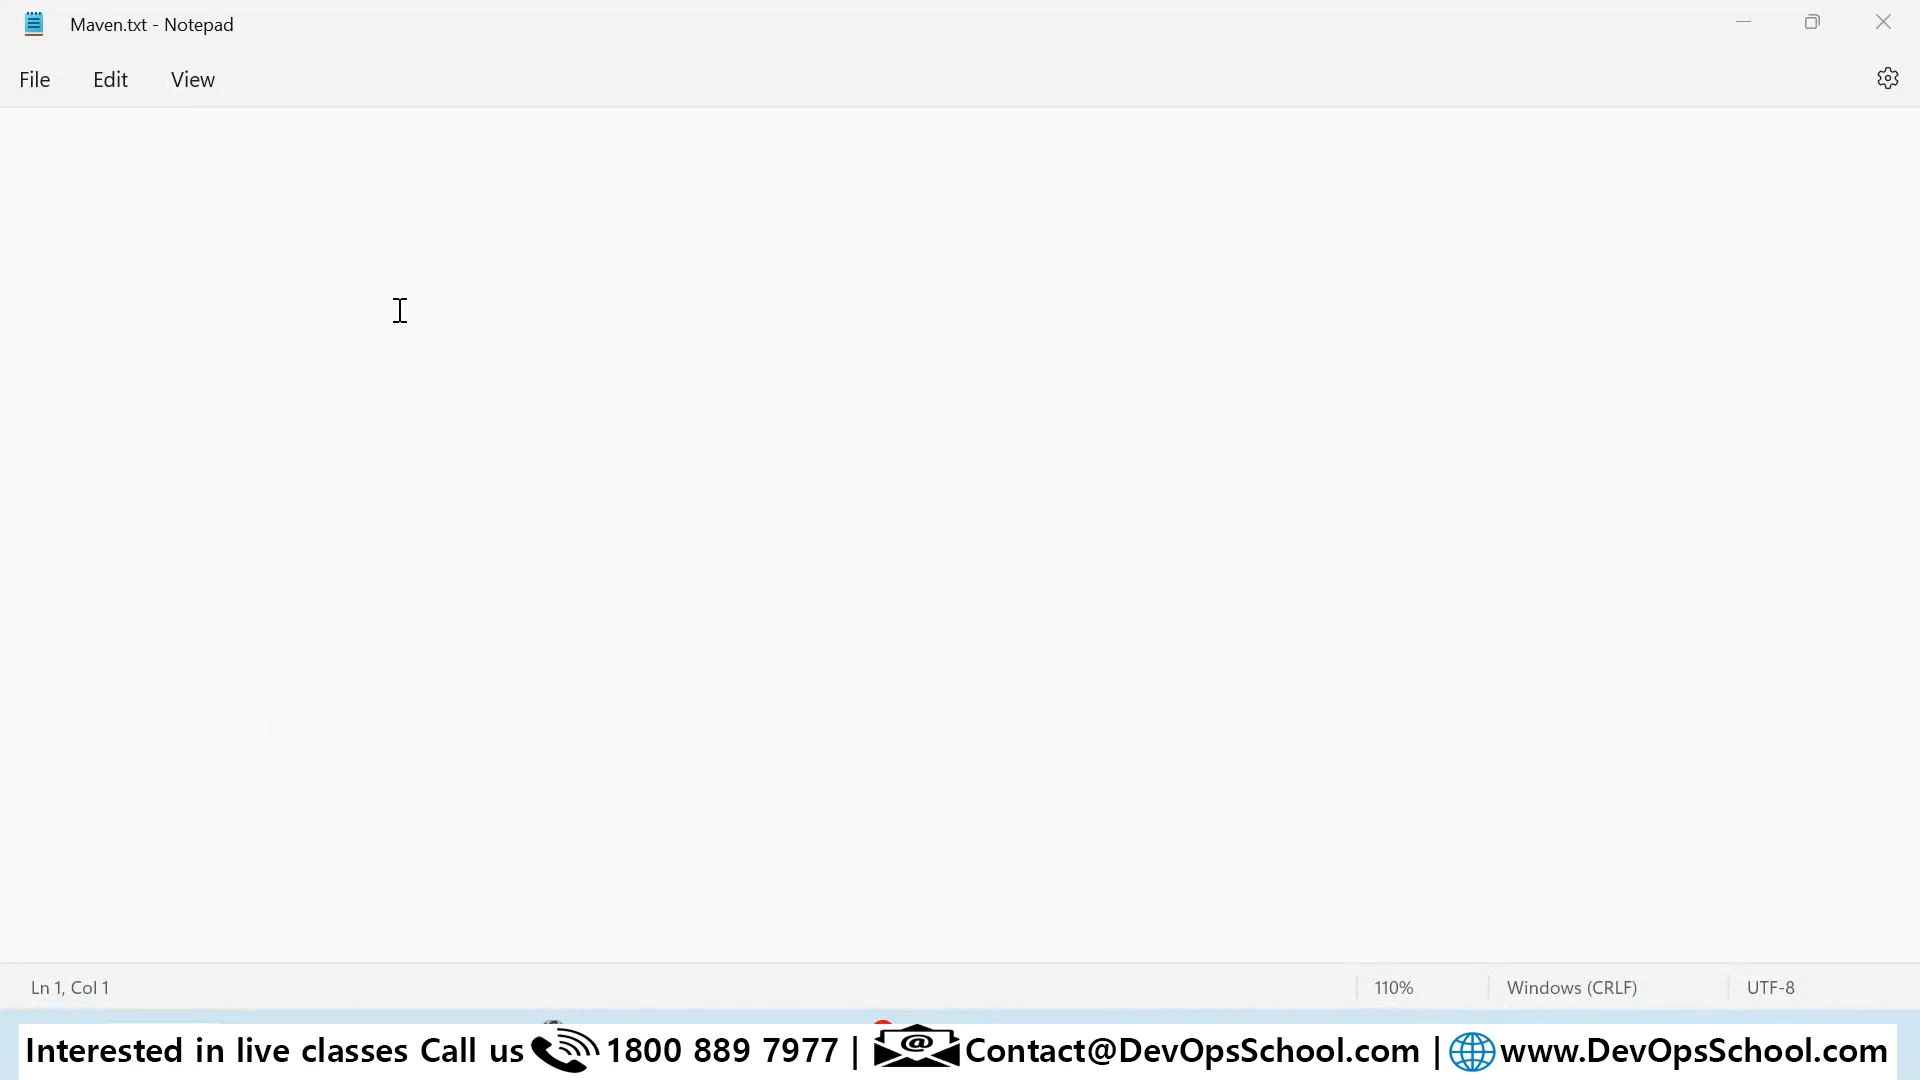 Maven.txt - Notepad
File Edit View
Ln 1, Col 1 110% Windows (CRLF) UTF-8
Interested in live classes Call us 1800 889 7977 | Contact@DevOpsSchool.com | www.DevOpsSchool.com